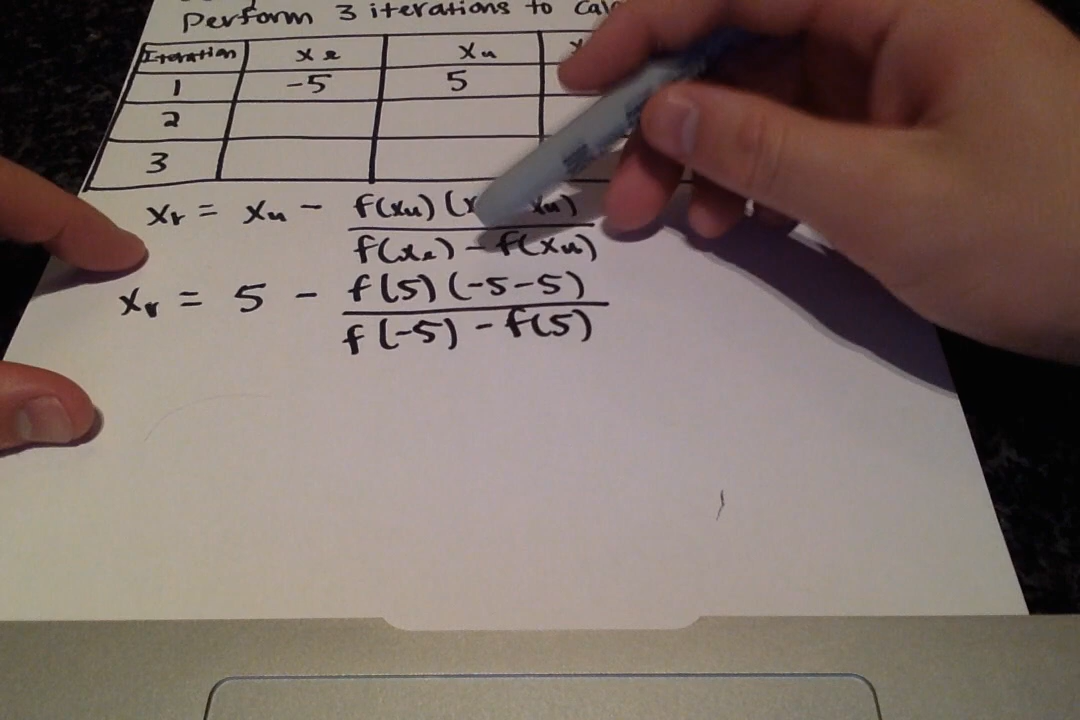 Perform 3 iterations to
Iteration xℓ xu
1 -5 5
2
3
xr = xu - f(xu) ( xu)
f(xℓ) - f(xu)
xr = 5 - f(5) (-5-5)
f(-5) - f(5)